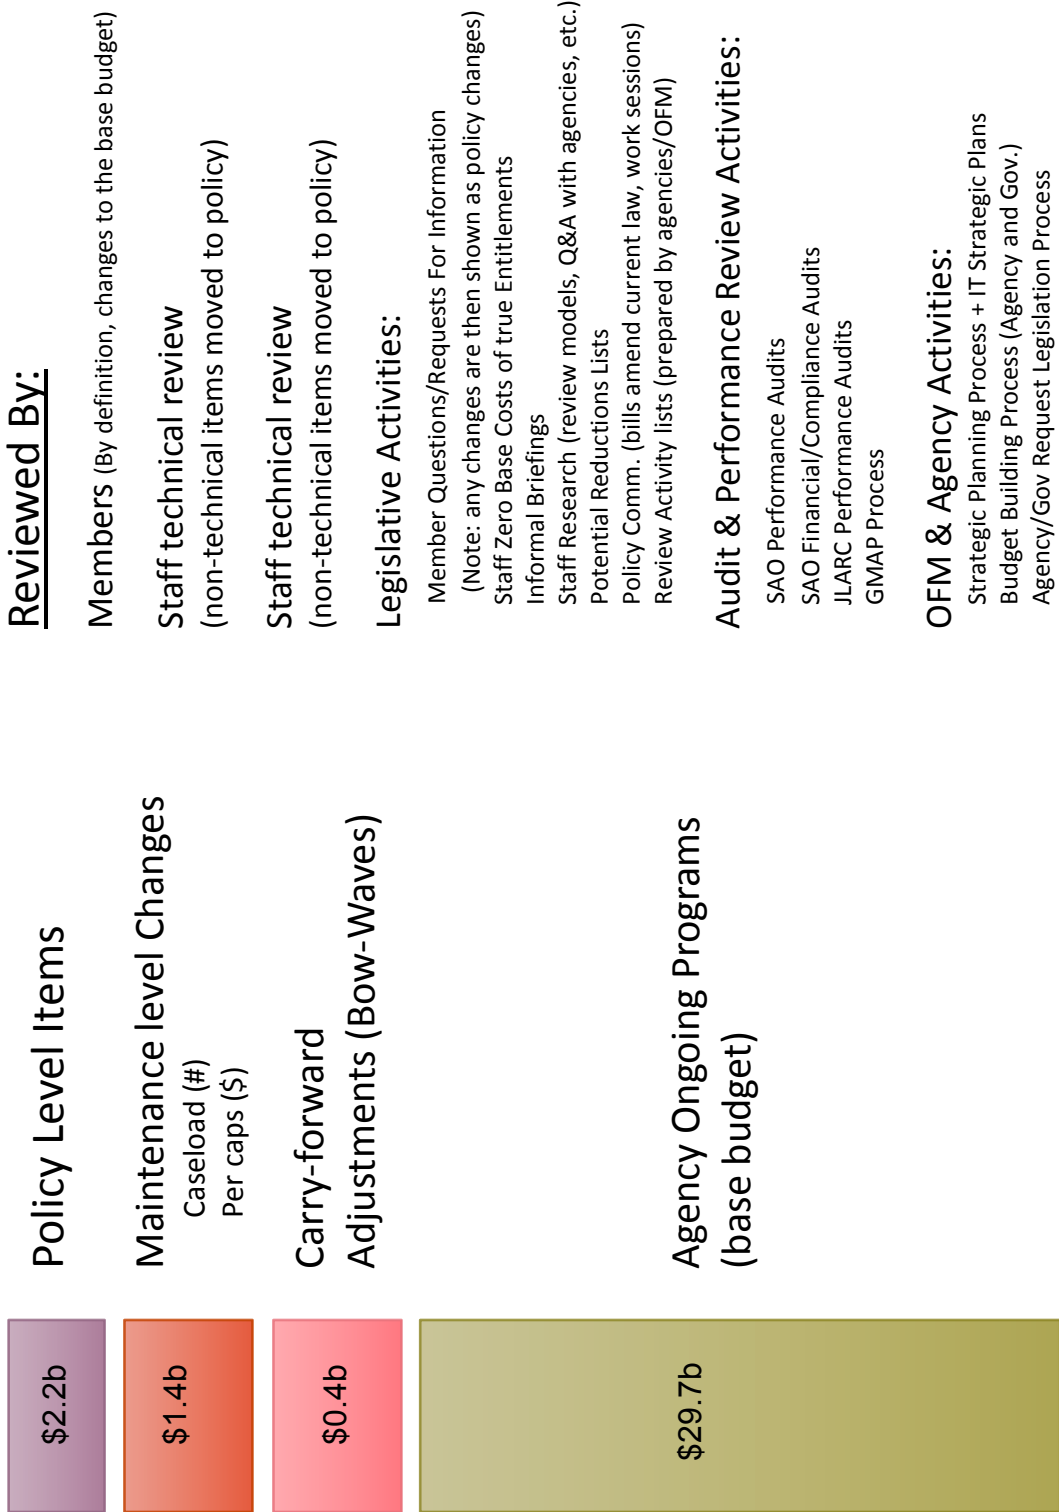 Reviewed By:
$2.2b
Policy Level Items
Members (By definition, changes to the base budget)
$1.4b
Maintenance level Changes
Caseload (#)
Per caps ($)
Staff technical review
(non-technical items moved to policy)
$0.4b
Carry-forward
Adjustments (Bow-Waves)
Staff technical review
(non-technical items moved to policy)
$29.7b
Agency Ongoing Programs
(base budget)
Legislative Activities:
Member Questions/Requests For Information
(Note: any changes are then shown as policy changes)
Staff Zero Base Costs of true Entitlements
Informal Briefings
Staff Research (review models, Q&A with agencies, etc.)
Potential Reductions Lists
Policy Comm. (bills amend current law, work sessions)
Review Activity lists (prepared by agencies/OFM)
Audit & Performance Review Activities:
SAO Performance Audits
SAO Financial/Compliance Audits
JLARC Performance Audits
GMAP Process
OFM & Agency Activities:
Strategic Planning Process + IT Strategic Plans
Budget Building Process (Agency and Gov.)
Agency/Gov Request Legislation Process